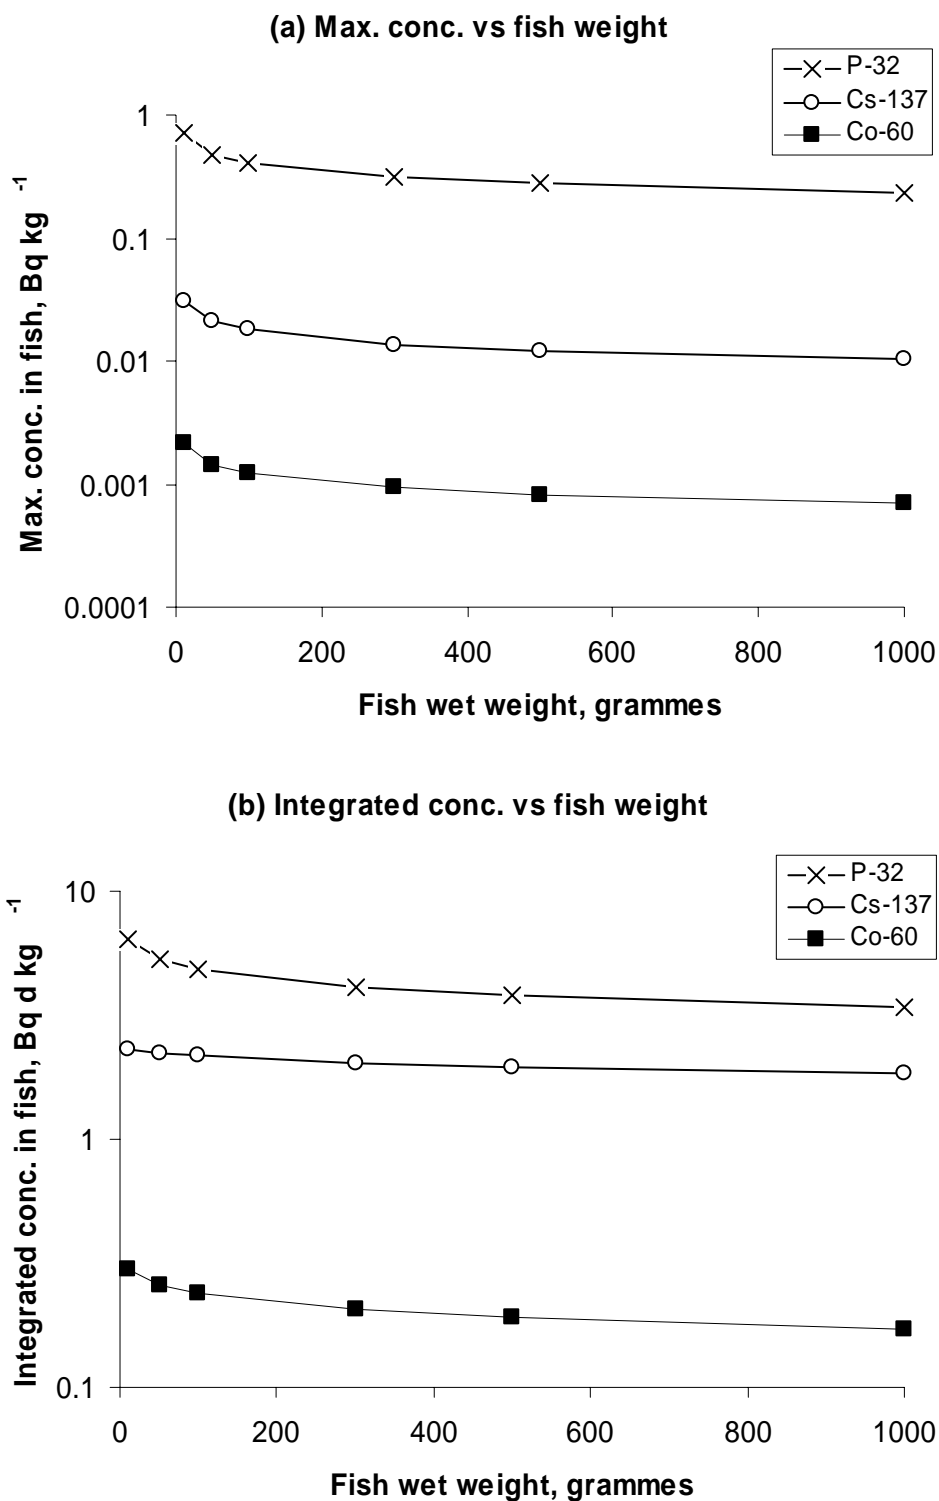 (a) Max. conc. vs fish weight
P-32
Cs-137
Co-60
Max. conc. in fish, Bq kg -1
1
0.1
0.01
0.001
0.0001
0 200 400 600 800 1000
Fish wet weight, grammes
(b) Integrated conc. vs fish weight
P-32
Cs-137
Co-60
Integrated conc. in fish, Bq d kg -1
10
1
0.1
0 200 400 600 800 1000
Fish wet weight, grammes